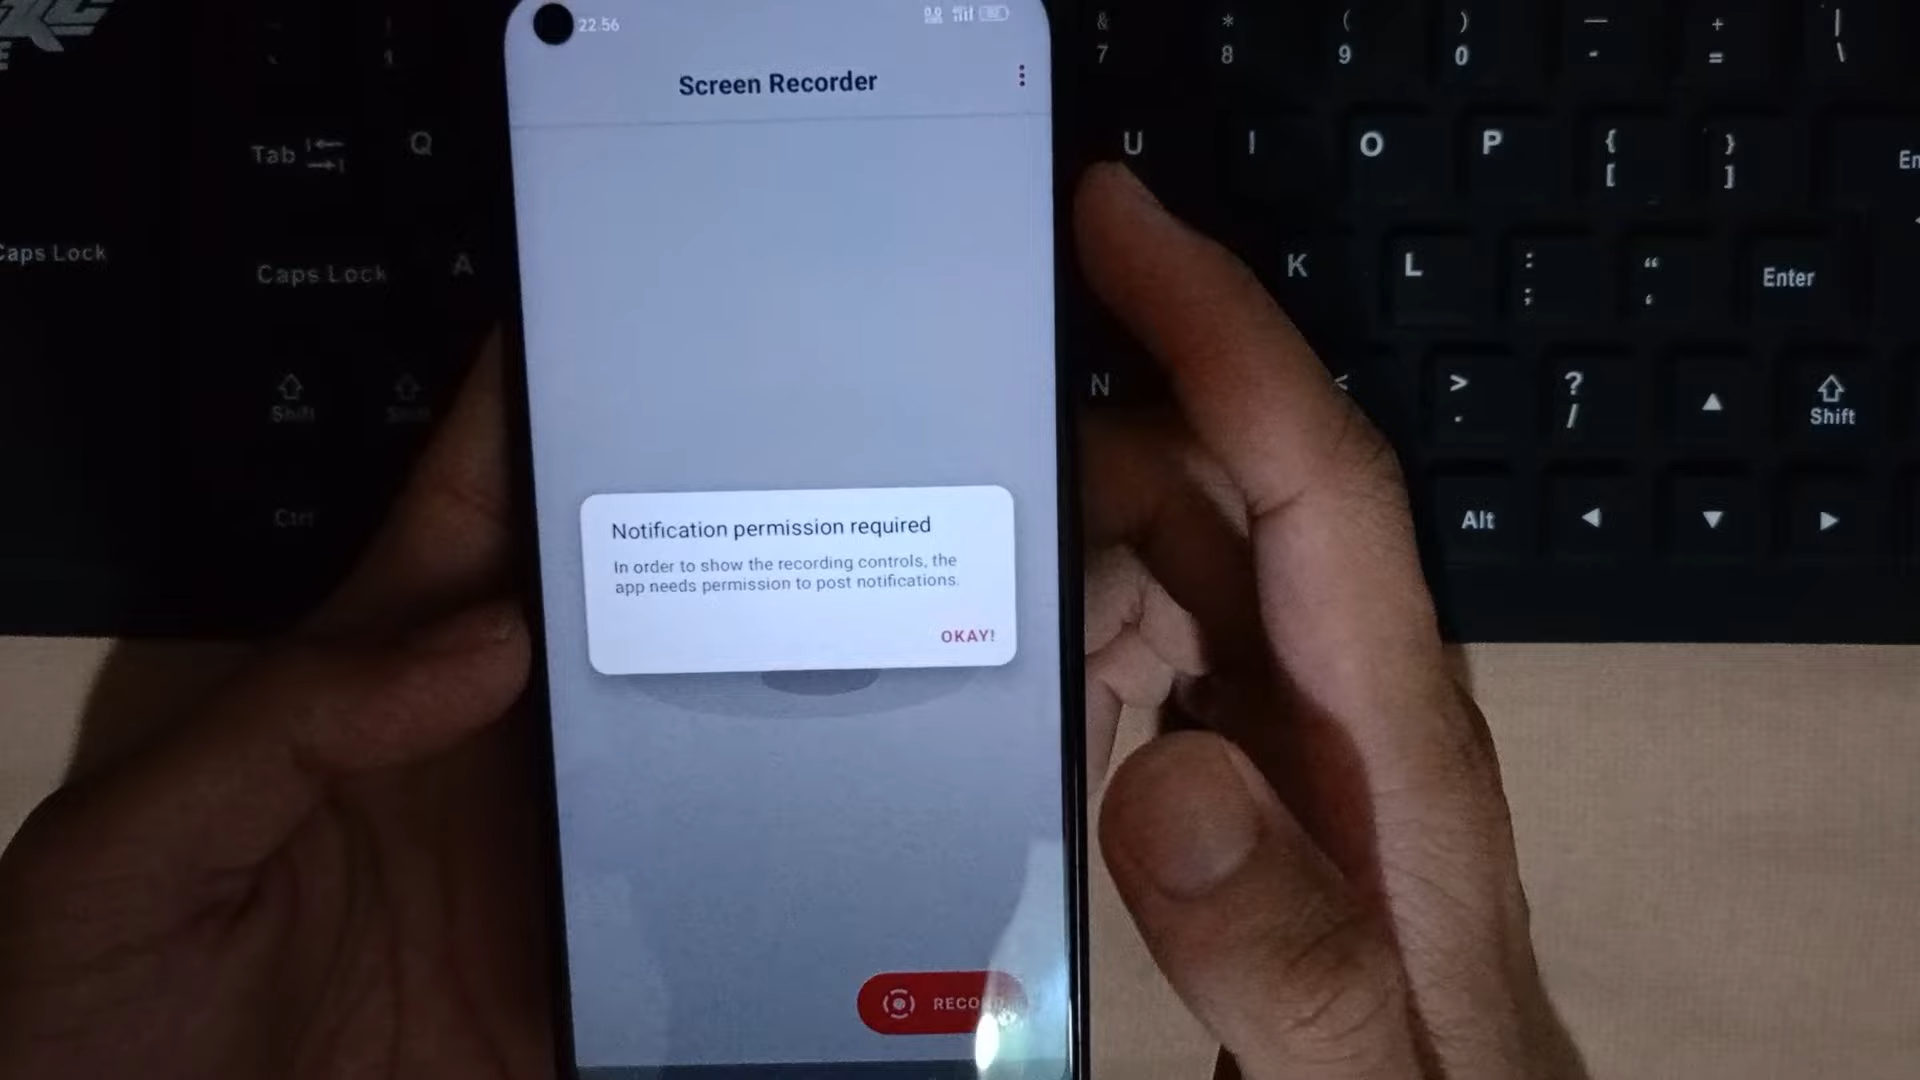 22:56
Screen Recorder
Notification permission required
In order to show the recording controls, the
app needs permission to post notifications.
OKAY!
& * ( ) — + |
7 8 9 0 - = \
Tab Q U I O P { }
[ ]
Caps Lock
Caps Lock A K L : “ Enter
; ‘
Shift N < > ? Shift
. /
Ctrl Alt